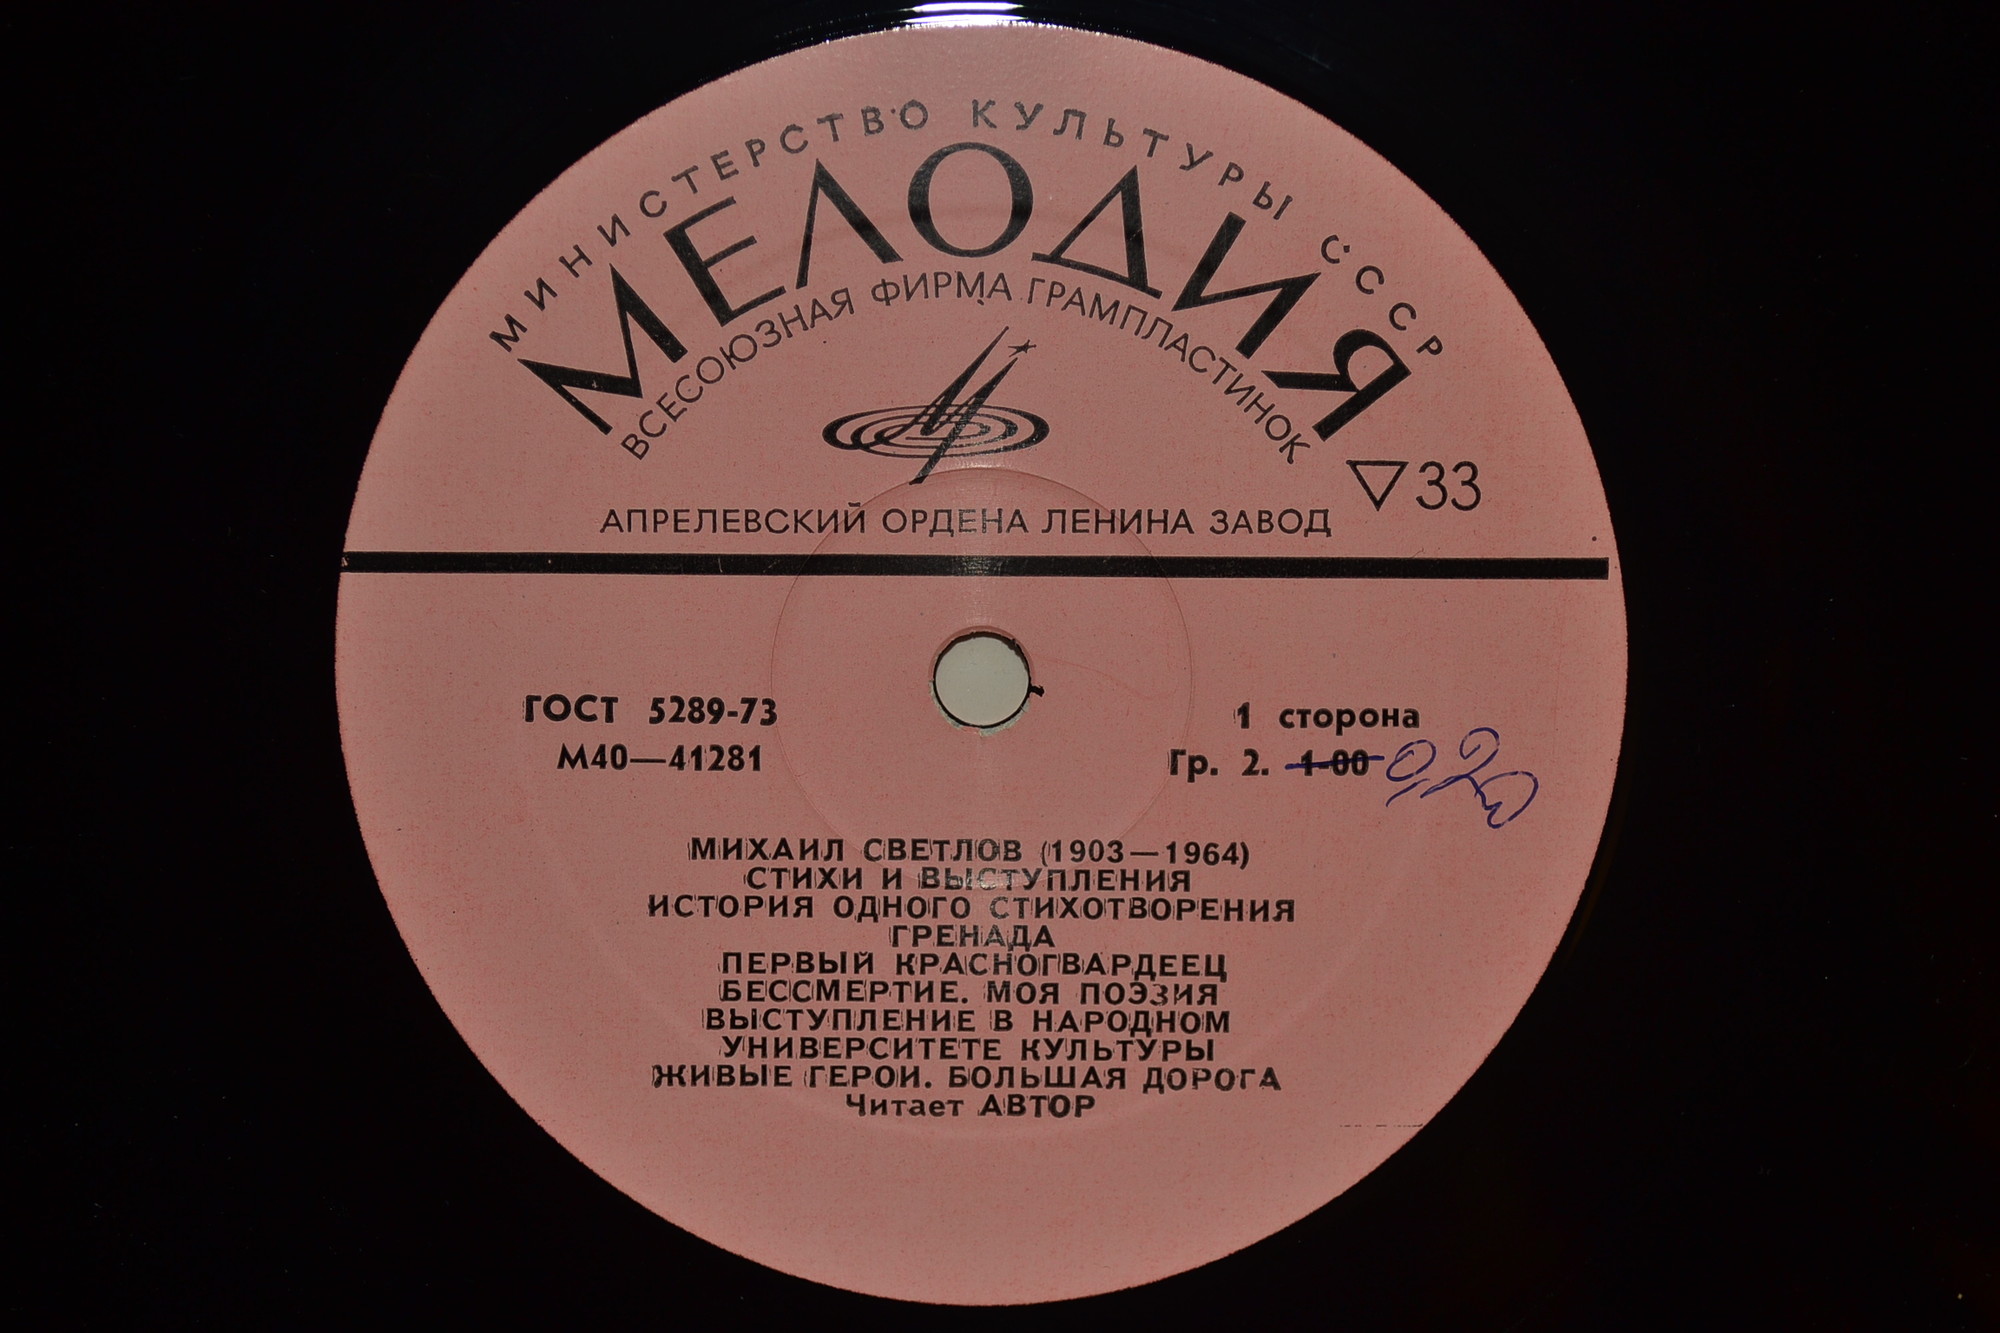 МИНИСТЕРСТВО КУЛЬТУРЫ СССР
МЕЛОДИЯ
ВСЕСОЮЗНАЯ ФИРМА ГРАМПЛАСТИНОК
33
АПРЕЛЕВСКИЙ ОРДЕНА ЛЕНИНА ЗАВОД
ГОСТ 5289-73
М40—41281
1 сторона
Гр. 2. 1-00 0,20
МИХАИЛ СВЕТЛОВ (1903—1964)
СТИХИ И ВЫСТУПЛЕНИЯ
ИСТОРИЯ ОДНОГО СТИХОТВОРЕНИЯ
ГРЕНАДА
ПЕРВЫЙ КРАСНОГВАРДЕЕЦ
БЕССМЕРТИЕ. МОЯ ПОЭЗИЯ
ВЫСТУПЛЕНИЕ В НАРОДНОМ
УНИВЕРСИТЕТЕ КУЛЬТУРЫ
ЖИВЫЕ ГЕРОИ. БОЛЬШАЯ ДОРОГА
Читает АВТОР